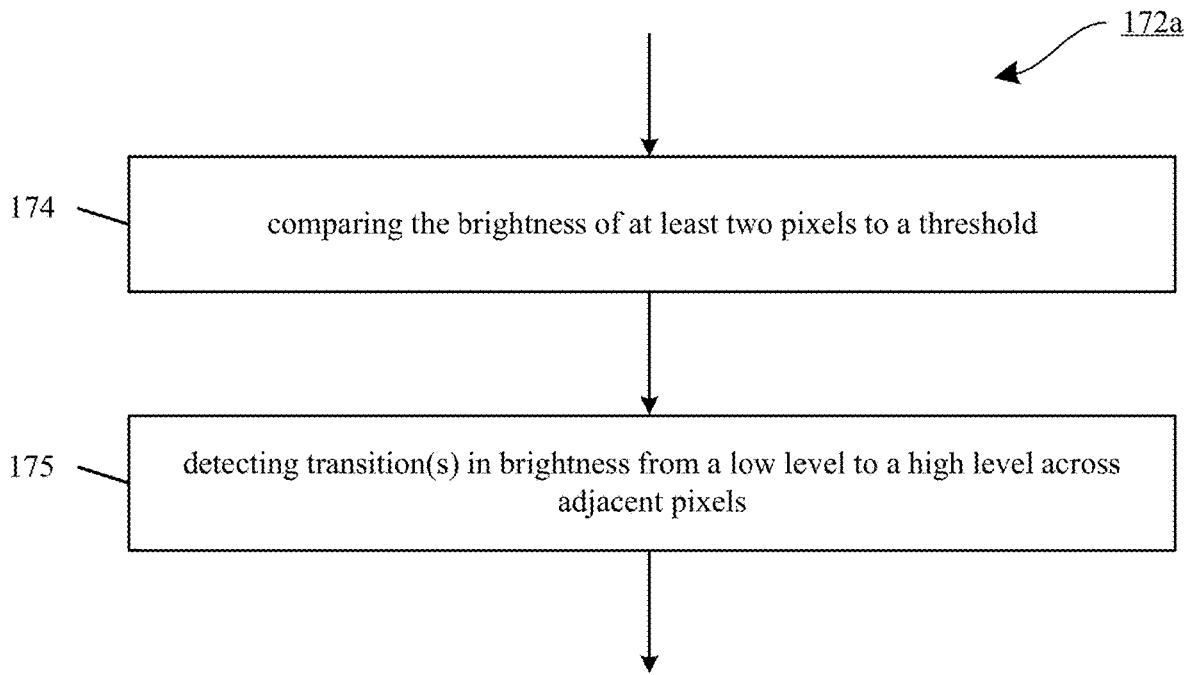 172a
174
comparing the brightness of at least two pixels to a threshold
175
detecting transition(s) in brightness from a low level to a high level across
adjacent pixels